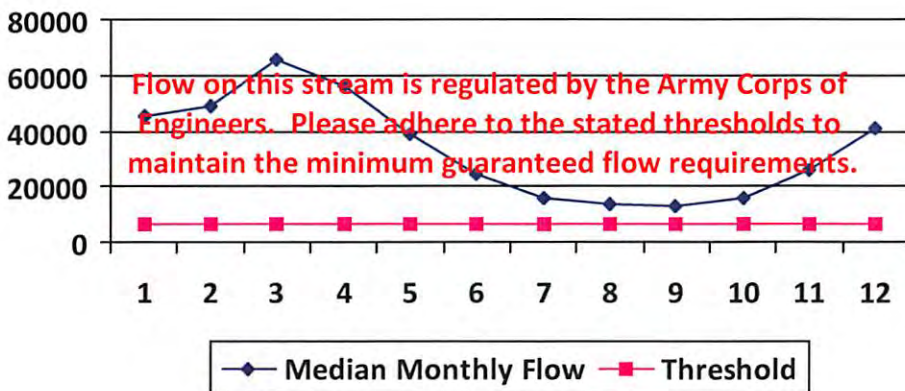 80000
60000
40000
20000
0
Flow on this stream is regulated by the Army Corps of
Engineers. Please adhere to the stated thresholds to
maintain the minimum guaranteed flow requirements.
1 2 3 4 5 6 7 8 9 10 11 12
Median Monthly Flow Threshold